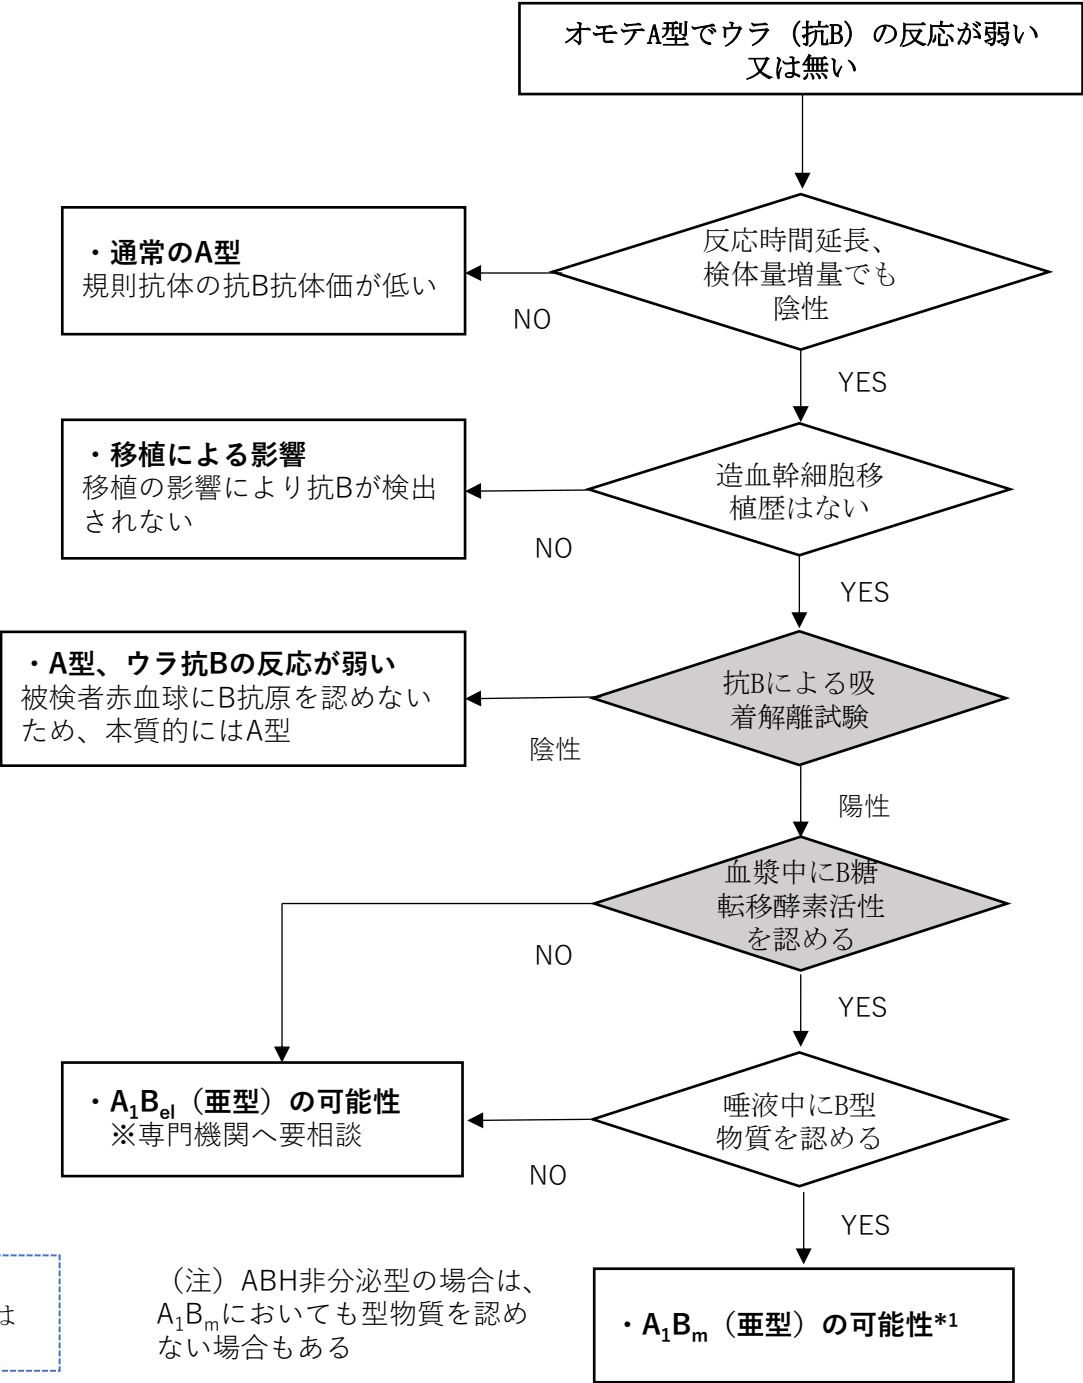 オモテA型でウラ（抗B）の反応が弱い
又は無い
反応時間延長、
検体量増量でも
陰性
・通常のA型
規則抗体の抗B抗体価が低い
NO
YES
造血幹細胞移
植歴はない
・移植による影響
移植の影響により抗Bが検出
されない
NO
YES
抗Bによる吸
着解離試験
・A型、ウラ抗Bの反応が弱い
被検者赤血球にB抗原を認めない
ため、本質的にはA型
陰性
陽性
血漿中にB糖
転移酵素活性
を認める
NO
YES
・A₁Bel（亜型）の可能性
※専門機関へ要相談
唾液中にB型
物質を認める
NO
YES
は
（注）ABH非分泌型の場合は、
A₁Bmにおいても型物質を認め
ない場合もある
・A₁Bm（亜型）の可能性*1